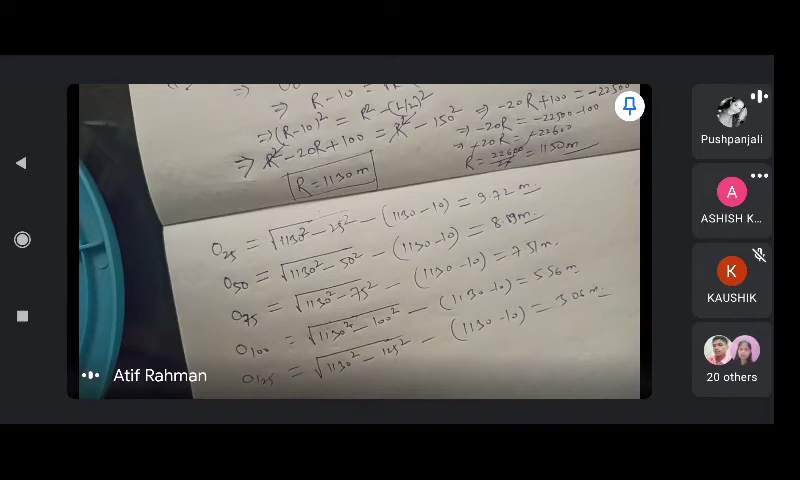 ⇒ R-10 =
⇒ (R-10)² = R² - (L/2)²
⇒ R² - 20R + 100 = R² - 150²
R = 1130 m
⇒ -20R + 100 = -22500
⇒ -20R = -22500 - 100
⇒ -20R = -22600
R = 22600/20 = 1130m
O25 = √1130² - 25² - (1130-10) = 9.72 m.
O50 = √1130² - 50² - (1130-10) = 8.89 m.
O75 = √1130² - 75² - (1130-10) = 7.51 m.
O100 = √1130² - 100² - (1130-10) = 5.56 m
O125 = √1130² - 125² - (1130-10) = 3.06 m.
Atif Rahman
Pushpanjali
A
ASHISH K...
K
KAUSHIK
20 others